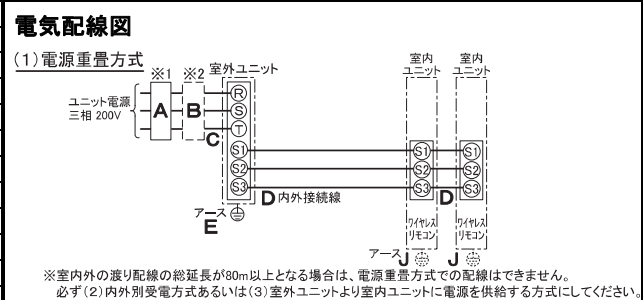 電気配線図
(1)電源重畳方式
※1 ※2 室外ユニット 室内ユニット 室内ユニット
ユニット電源
三相 200V
A B C
R
S
T
S1 S1 S1
S2 S2 S2
S3 S3 S3
D 内外接続線 D
アース
E
ワイヤレスリモコン ワイヤレスリモコン
アース J J
※室内外の渡り配線の総延長が80m以上となる場合は、電源重畳方式での配線はできません。
必ず(2)内外別受電方式あるいは(3)室外ユニットより室内ユニットに電源を供給する方式にしてください。